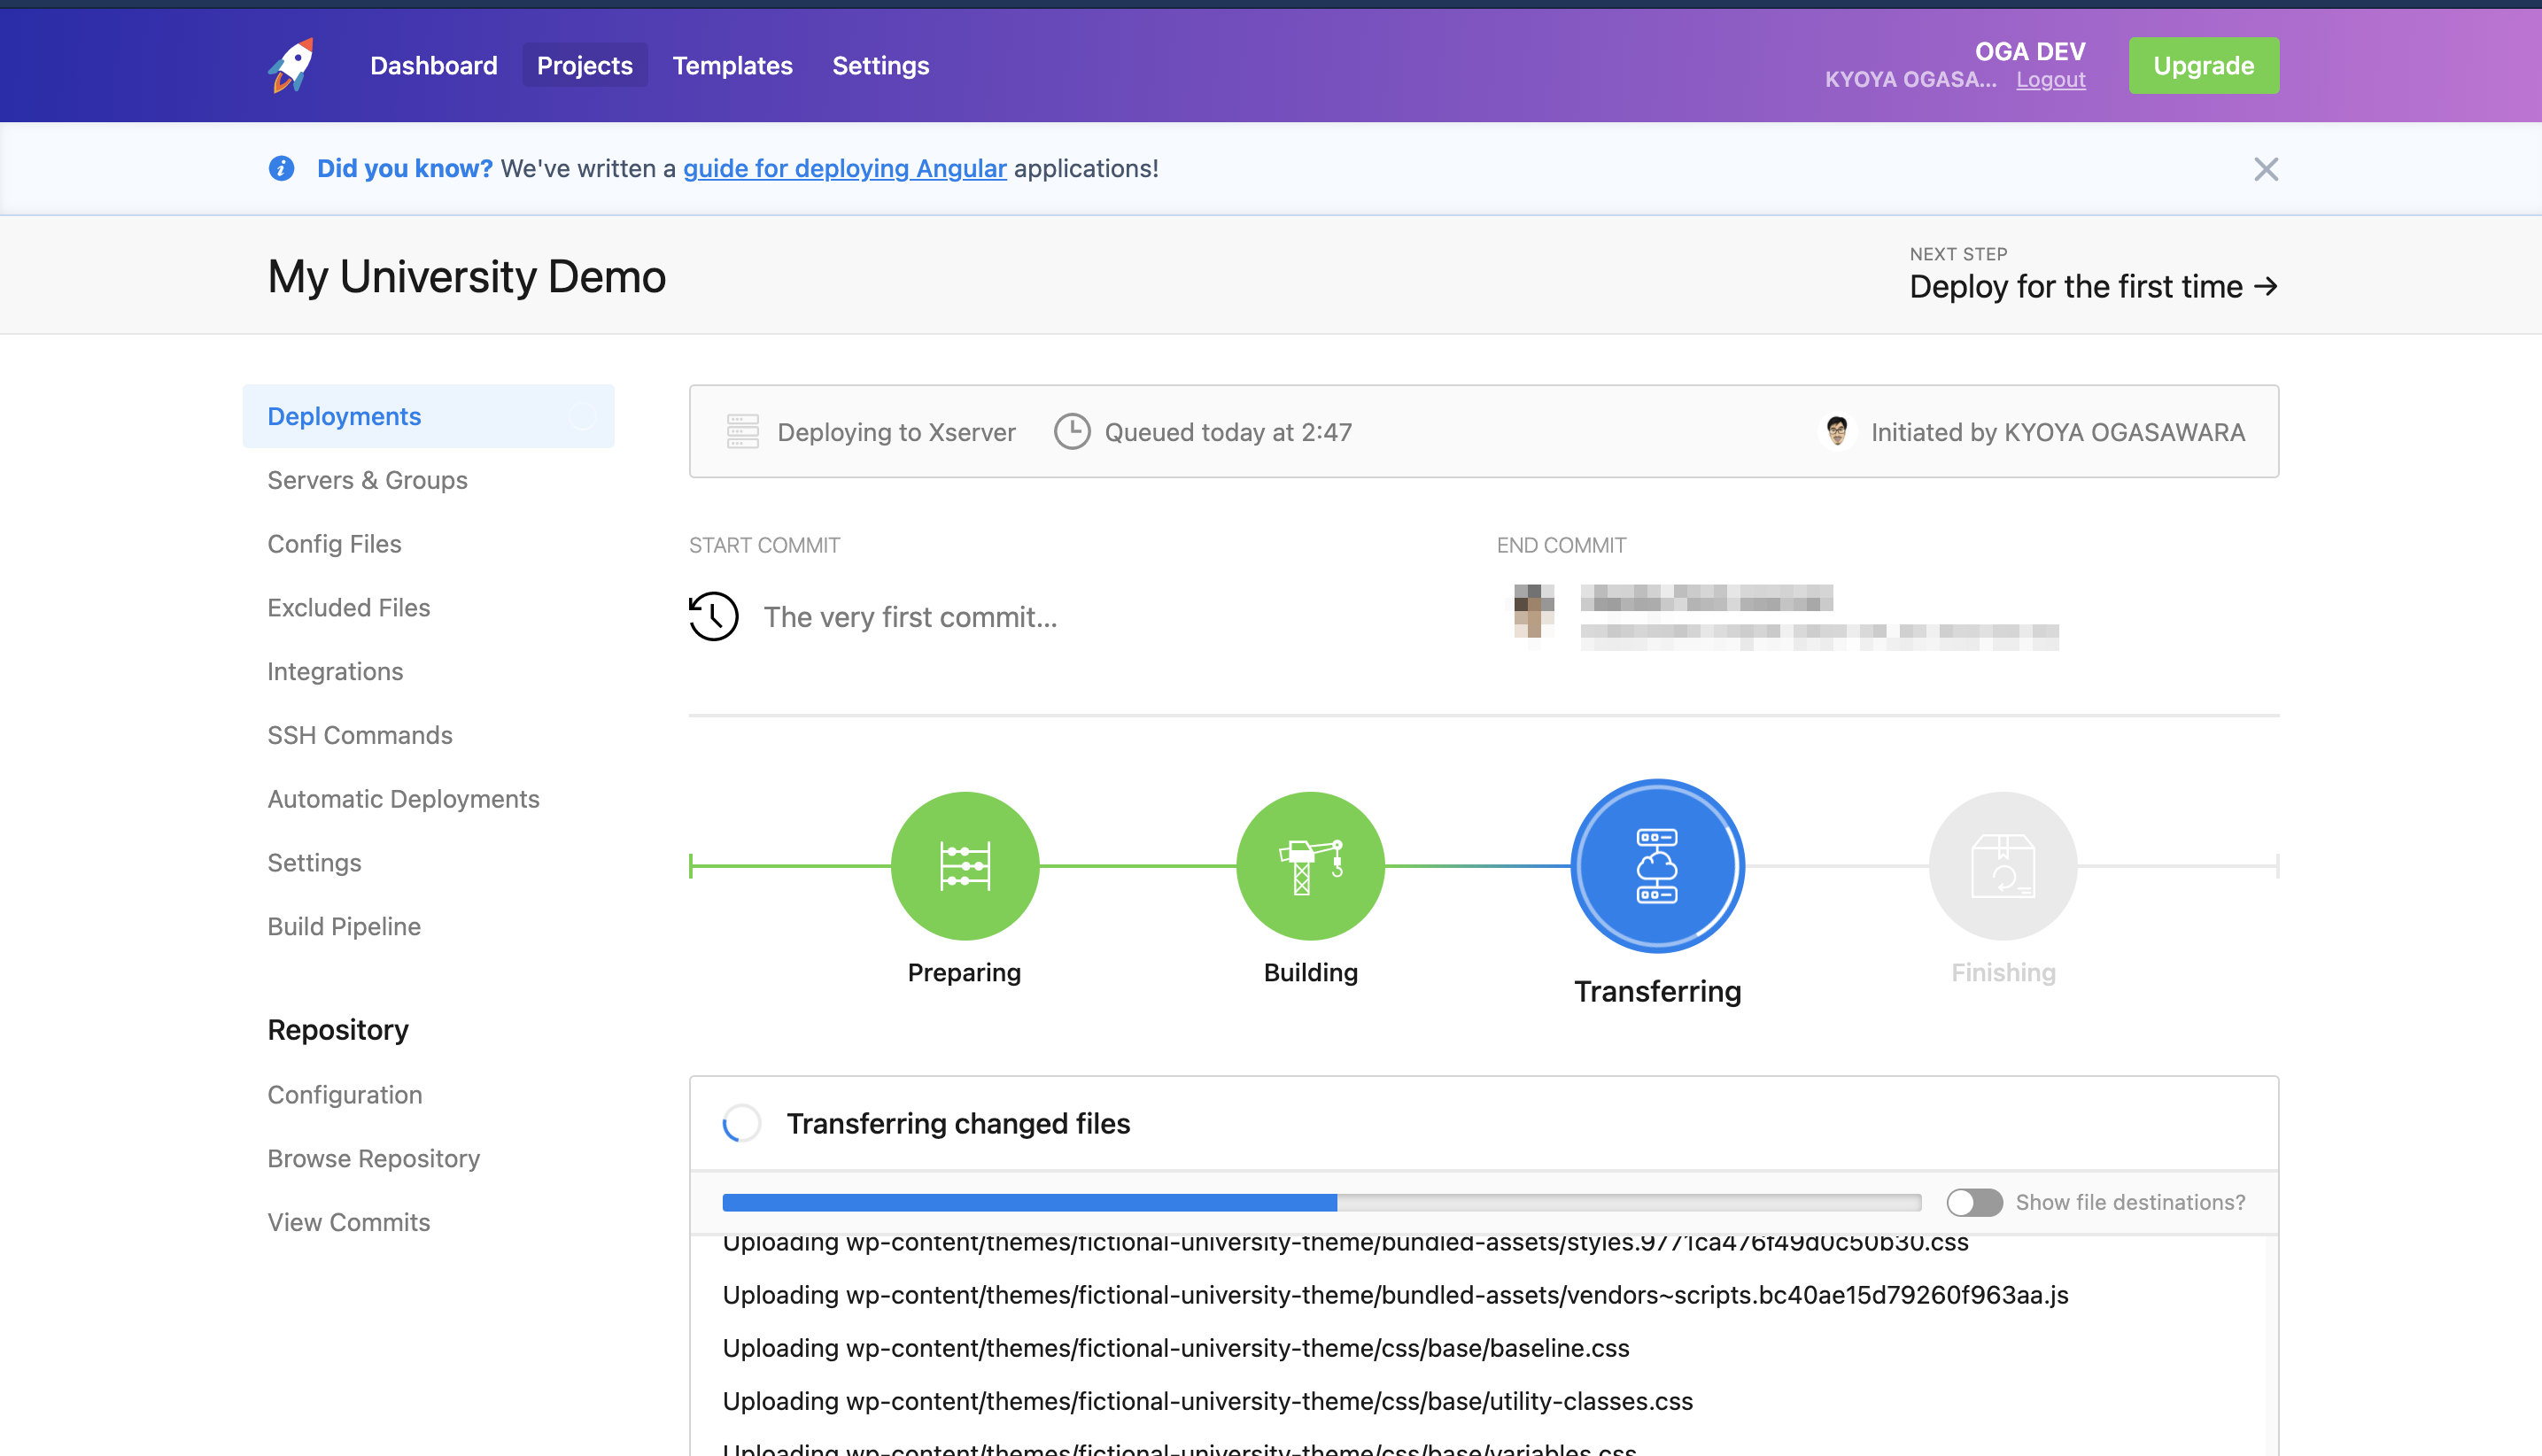 Dashboard Projects Templates Settings
OGA DEV
KYOYA OGASA... Logout
Upgrade
Did you know? We've written a guide for deploying Angular applications!
My University Demo
NEXT STEP
Deploy for the first time →
Deployments
Servers & Groups
Config Files
Excluded Files
Integrations
SSH Commands
Automatic Deployments
Settings
Build Pipeline
Repository
Configuration
Browse Repository
View Commits
Deploying to Xserver
Queued today at 2:47
Initiated by KYOYA OGASAWARA
START COMMIT
The very first commit...
END COMMIT
Preparing
Building
Transferring
Finishing
Transferring changed files
Show file destinations?
Uploading wp-content/themes/fictional-university-theme/bundled-assets/styles.9771ca476f49d0c50b30.css
Uploading wp-content/themes/fictional-university-theme/bundled-assets/vendors~scripts.bc40ae15d79260f963aa.js
Uploading wp-content/themes/fictional-university-theme/css/base/baseline.css
Uploading wp-content/themes/fictional-university-theme/css/base/utility-classes.css
Uploading wp-content/themes/fictional-university-theme/css/base/variables.css